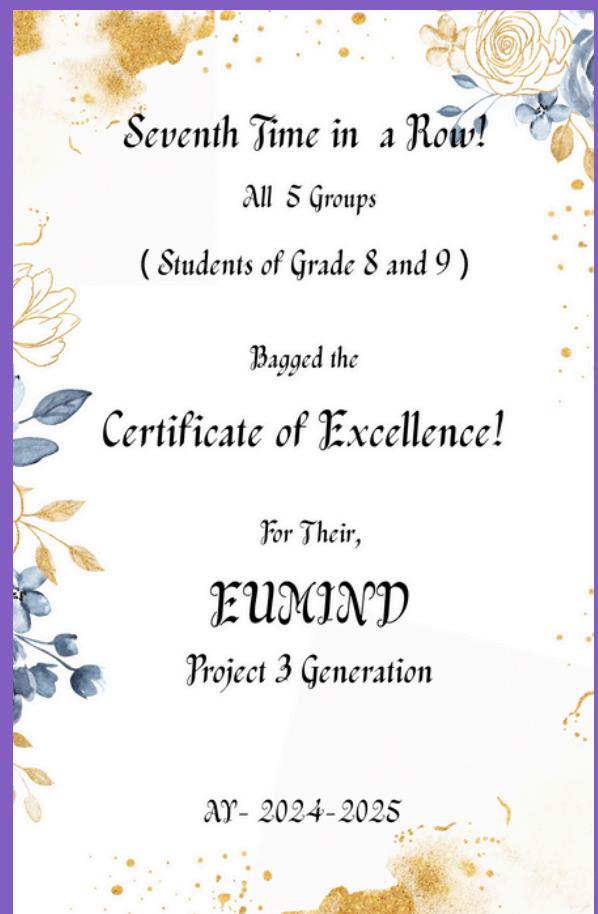 Seventh Time in a Row!
All 5 Groups
( Students of Grade 8 and 9 )
Bagged the
Certificate of Excellence!
For Their,
EUMIND
Project 3 Generation
AY- 2024-2025